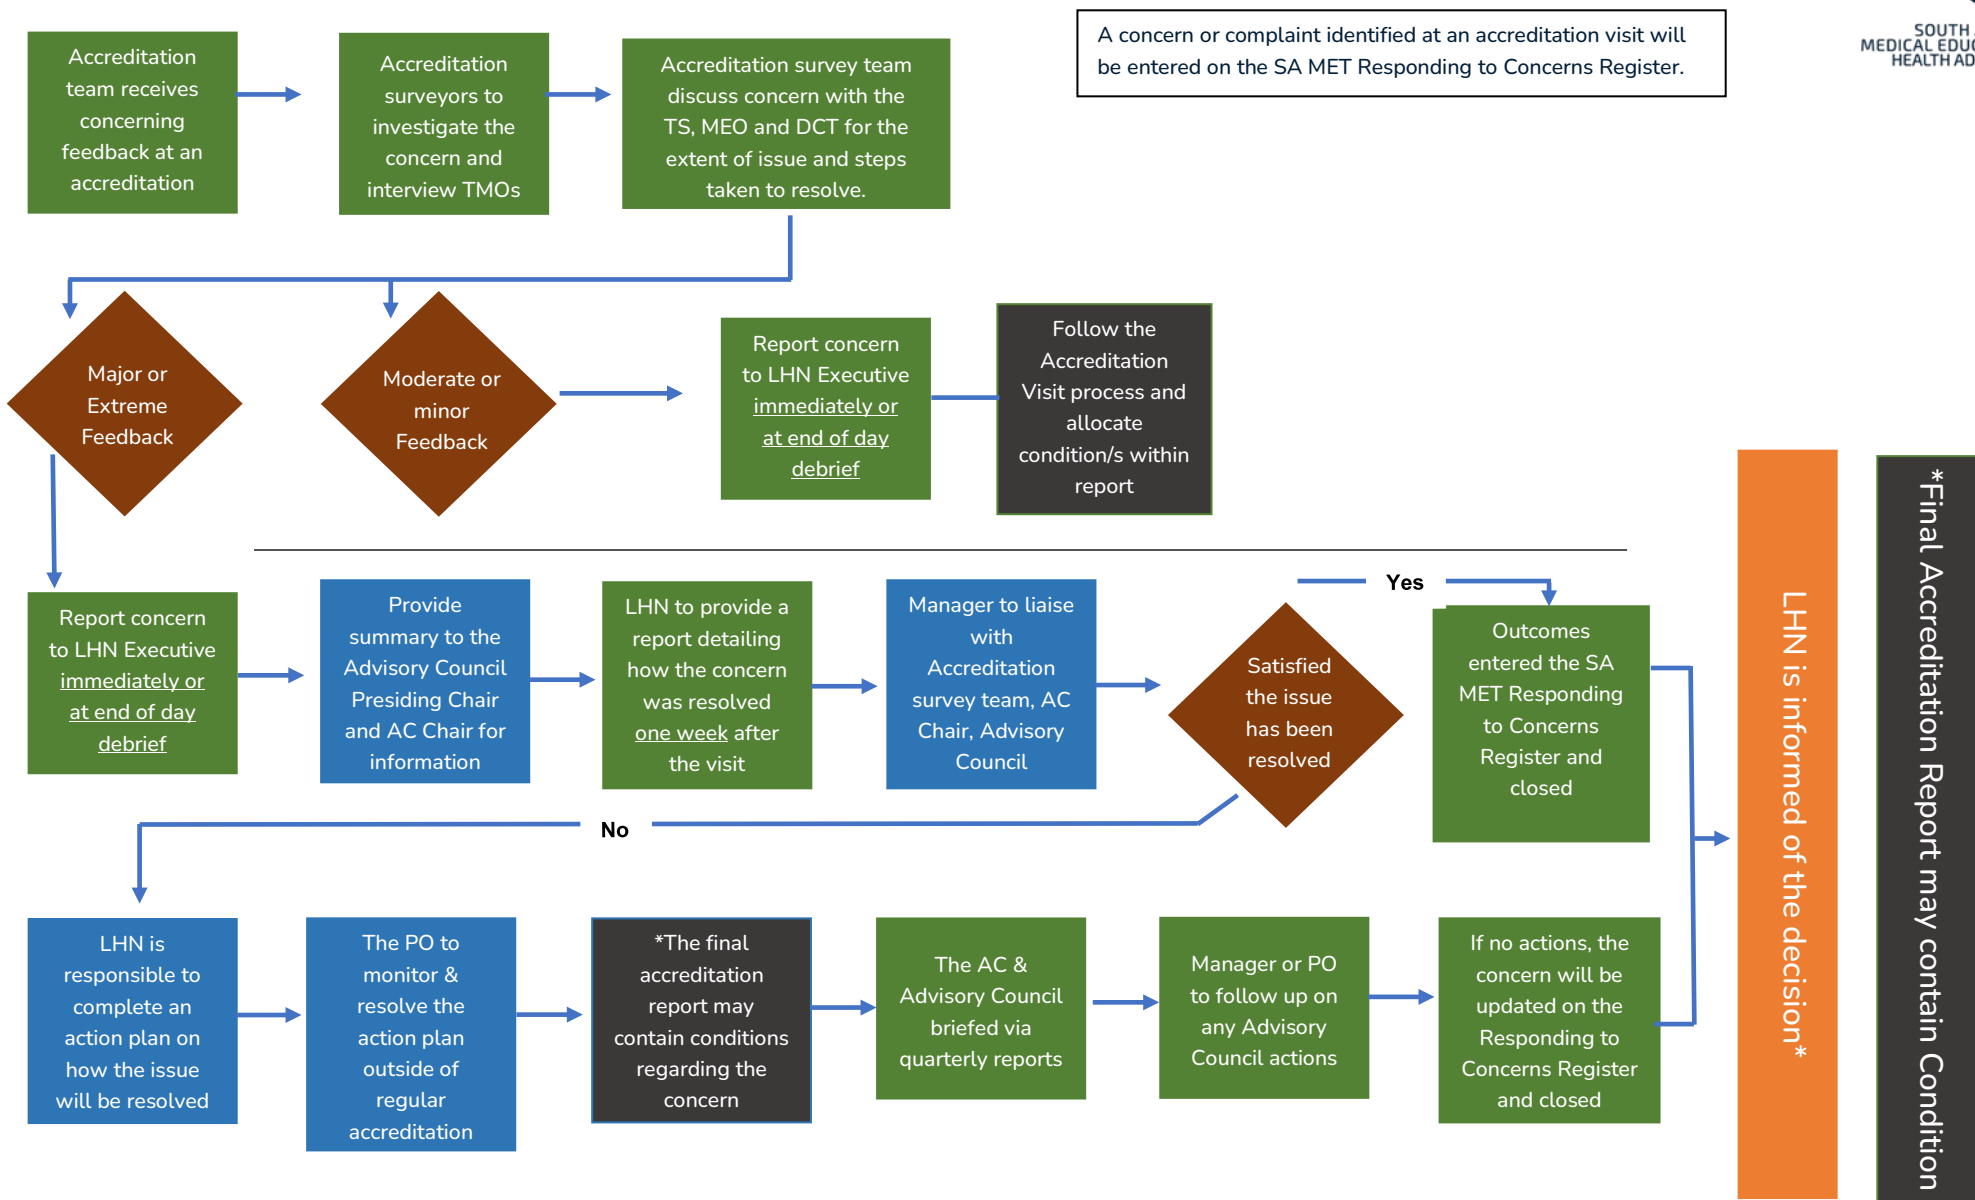 Accreditation
team receives
concerning
feedback at an
accreditation
Accreditation
surveyors to
investigate the
concern and
interview TMOs
Accreditation survey team
discuss concern with the
TS, MEO and DCT for the
extent of issue and steps
taken to resolve.
A concern or complaint identified at an accreditation visit will
be entered on the SA MET Responding to Concerns Register.
SOUTH
MEDICAL EDUC
HEALTH AD
Major or
Extreme
Feedback
Moderate or
minor
Feedback
Report concern
to LHN Executive
immediately or
at end of day
debrief
Follow the
Accreditation
Visit process and
allocate
condition/s within
report
Report concern
to LHN Executive
immediately or
at end of day
debrief
Provide
summary to the
Advisory Council
Presiding Chair
and AC Chair for
information
LHN to provide a
report detailing
how the concern
was resolved
one week after
the visit
Manager to liaise
with
Accreditation
survey team, AC
Chair, Advisory
Council
Satisfied
the issue
has been
resolved
Yes
Outcomes
entered the SA
MET Responding
to Concerns
Register and
closed
No
LHN is
responsible to
complete an
action plan on
how the issue
will be resolved
The PO to
monitor &
resolve the
action plan
outside of
regular
accreditation
*The final
accreditation
report may
contain conditions
regarding the
concern
The AC &
Advisory Council
briefed via
quarterly reports
Manager or PO
to follow up on
any Advisory
Council actions
If no actions, the
concern will be
updated on the
Responding to
Concerns Register
and closed
LHN is informed of the decision*
*Final Accreditation Report may contain Condition